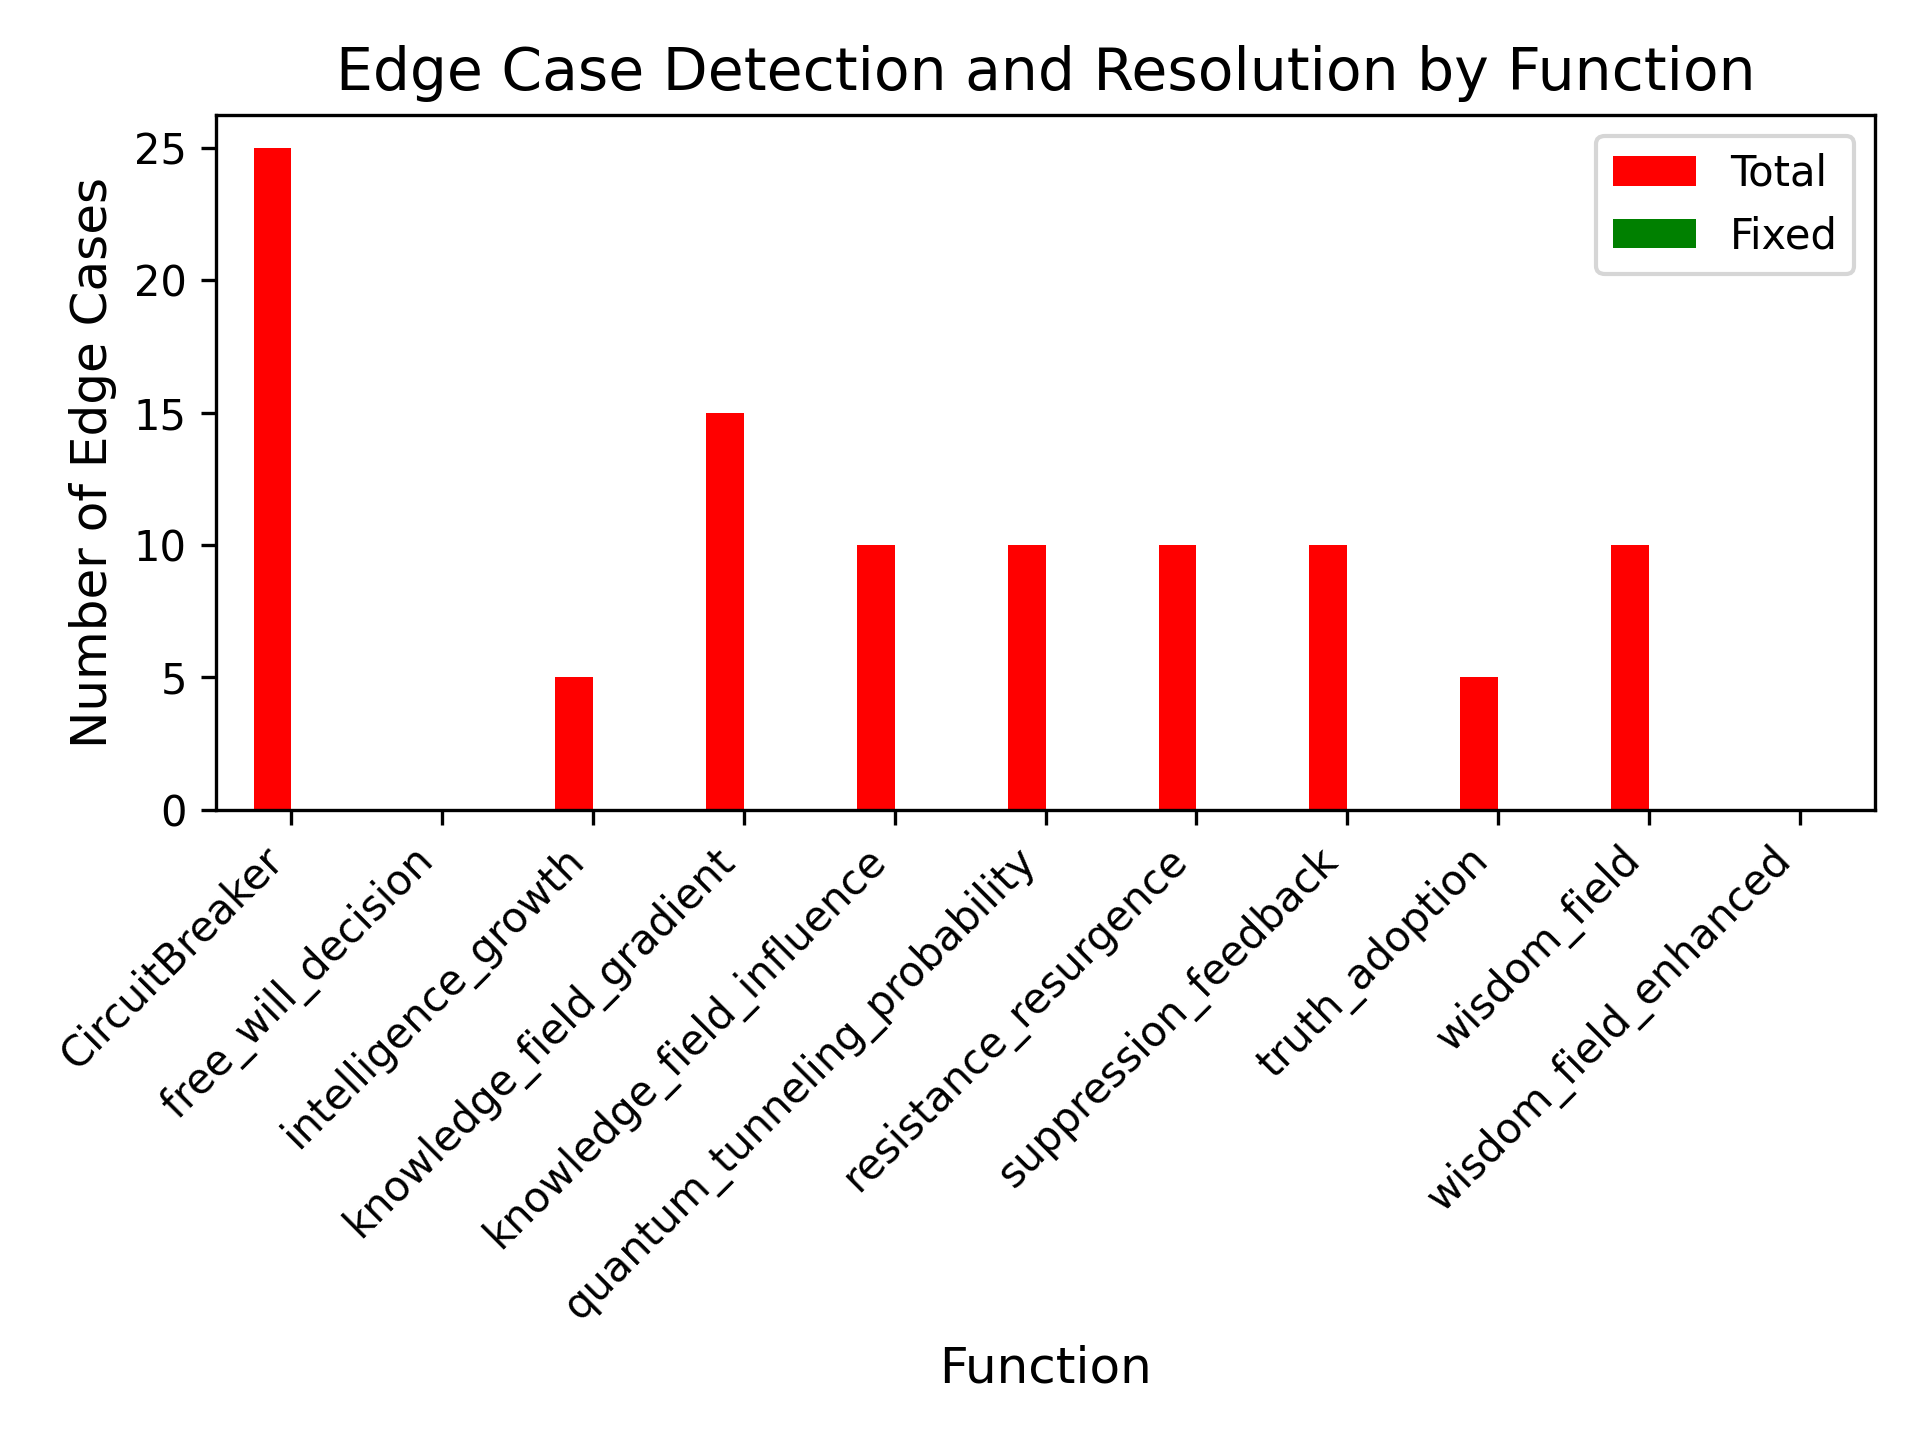 Edge Case Detection and Resolution by Function
Number of Edge Cases
25
20
15
10
5
0
Total
Fixed
CircuitBreaker
free_will_decision
intelligence_growth
knowledge_field_gradient
knowledge_field_influence
quantum_tunneling_probability
resistance_resurgence
suppression_feedback
truth_adoption
wisdom_field
wisdom_field_enhanced
Function